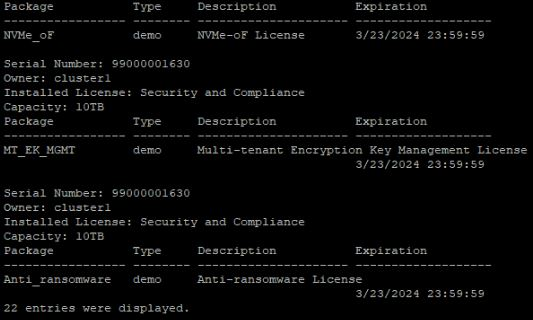 Package           Type     Description           Expiration
----------------- -------- --------------------- -------------------
NVMe_oF           demo     NVMe-oF License       3/23/2024 23:59:59
Serial Number: 99000001630
Owner: cluster1
Installed License: Security and Compliance
Capacity: 10TB
Package           Type     Description           Expiration
----------------- -------- --------------------- -------------------
MT_EK_MGMT        demo     Multi-tenant Encryption Key Management License
                                                 3/23/2024 23:59:59
Serial Number: 99000001630
Owner: cluster1
Installed License: Security and Compliance
Capacity: 10TB
Package           Type     Description           Expiration
----------------- -------- --------------------- -------------------
Anti_ransomware   demo     Anti-ransomware License
                                                 3/23/2024 23:59:59
22 entries were displayed.